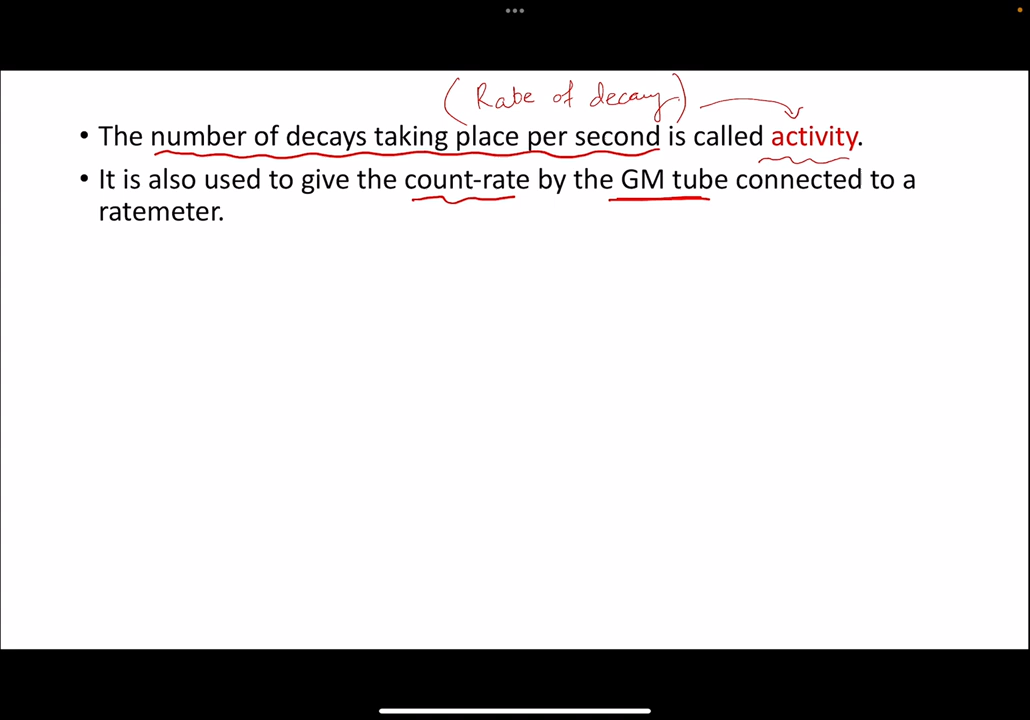 (Rate of decay)
• The number of decays taking place per second is called activity.
• It is also used to give the count-rate by the GM tube connected to a
ratemeter.